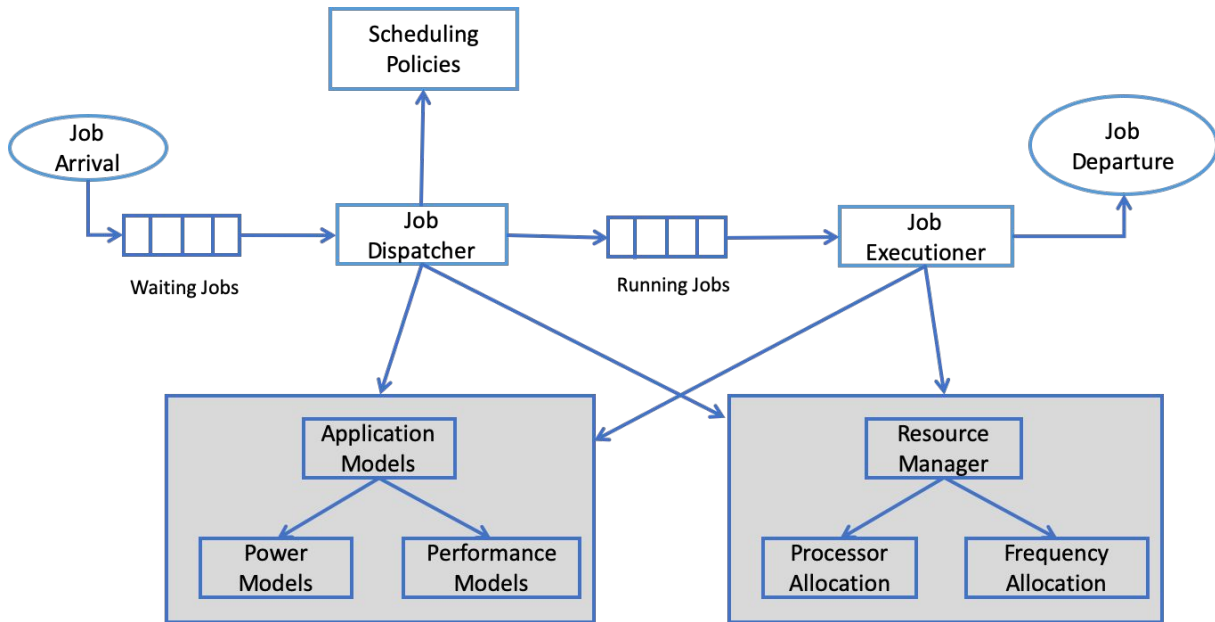 Scheduling
Policies
Job
Arrival
Job
Departure
Job
Dispatcher
Job
Executioner
Waiting Jobs
Running Jobs
Application
Models
Resource
Manager
Power
Models
Performance
Models
Processor
Allocation
Frequency
Allocation